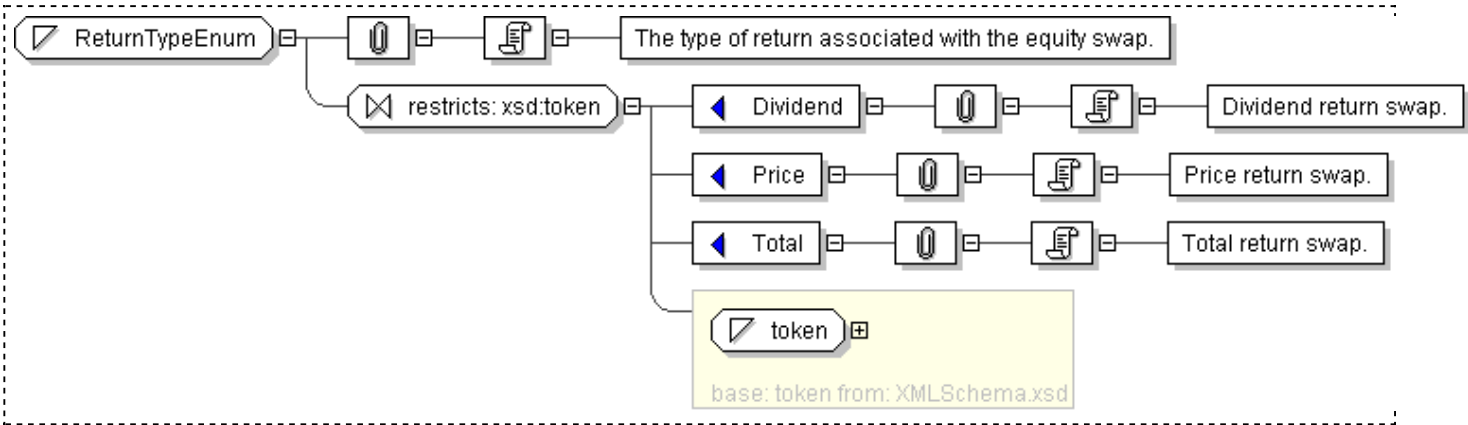 ReturnTypeEnum The type of return associated with the equity swap.
restricts: xsd:token Dividend Dividend return swap.
Price Price return swap.
Total Total return swap.
token
base: token from: XMLSchema.xsd